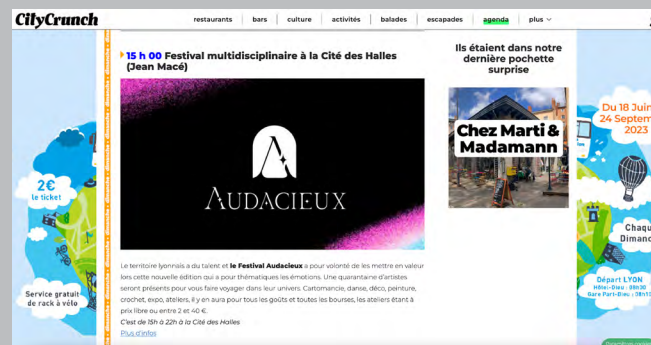 CityCrunch
restaurants bars culture activités balades escapades agenda plus
15 h 00 Festival multidisciplinaire à la Cité des Halles
(Jean Macé)
AUDACIEUX
Le territoire lyonnais a du talent et le Festival Audacieux a pour volonté de les mettre en valeur
lors cette nouvelle édition qui a pour thématiques les émotions. Une quarantaine d'artistes
seront présents pour vous faire voyager dans leur univers. Cartomancie, danse, déco, peinture,
crochet, expo, ateliers, il y en aura pour tous les goûts et toutes les bourses, les ateliers étant à
prix libre ou entre 2 et 40 €.
C'est de 15h à 22h à la Cité des Halles
Plus d'infos
Ils étaient dans notre
dernière pochette
surprise
Chez Marti &
Madamann
2€
le ticket
Service gratuit
de rack à vélo
Du 18 Juin
24 Septem
2023
Chaqu
Dimanc
Départ LYON
Hôtel-Dieu : 08h30
Gare Part-Dieu :